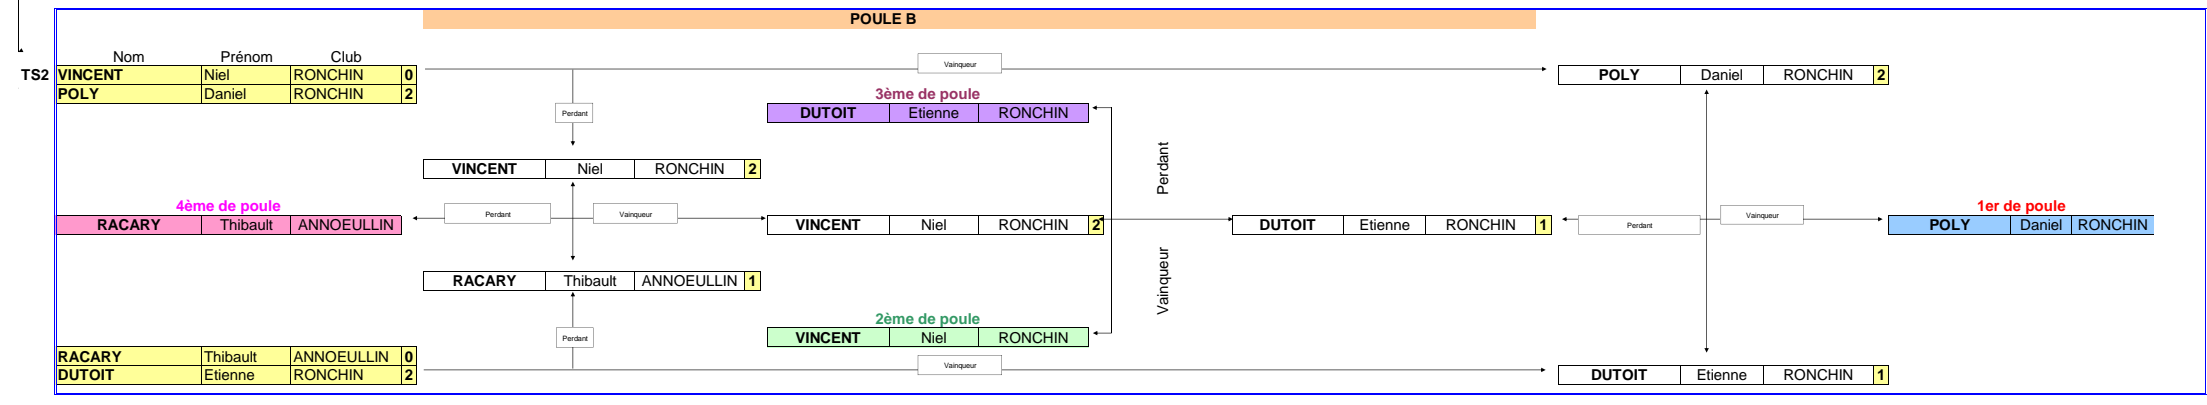 POULE B
Nom Prénom Club
Vainqueur
TS2 VINCENT Niel RONCHIN 0
POLY Daniel RONCHIN 2
POLY Daniel RONCHIN 2
3ème de poule
Perdant
DUTOIT Etienne RONCHIN
Perdant
VINCENT Niel RONCHIN 2
4ème de poule
1er de poule
Perdant Vainqueur
Vainqueur
RACARY Thibault ANNOEULLIN
VINCENT Niel RONCHIN 2
DUTOIT Etienne RONCHIN 1
Perdant
POLY Daniel RONCHIN
Vainqueur
RACARY Thibault ANNOEULLIN 1
2ème de poule
Perdant
VINCENT Niel RONCHIN
RACARY Thibault ANNOEULLIN 0
Vainqueur
DUTOIT Etienne RONCHIN 2
DUTOIT Etienne RONCHIN 1